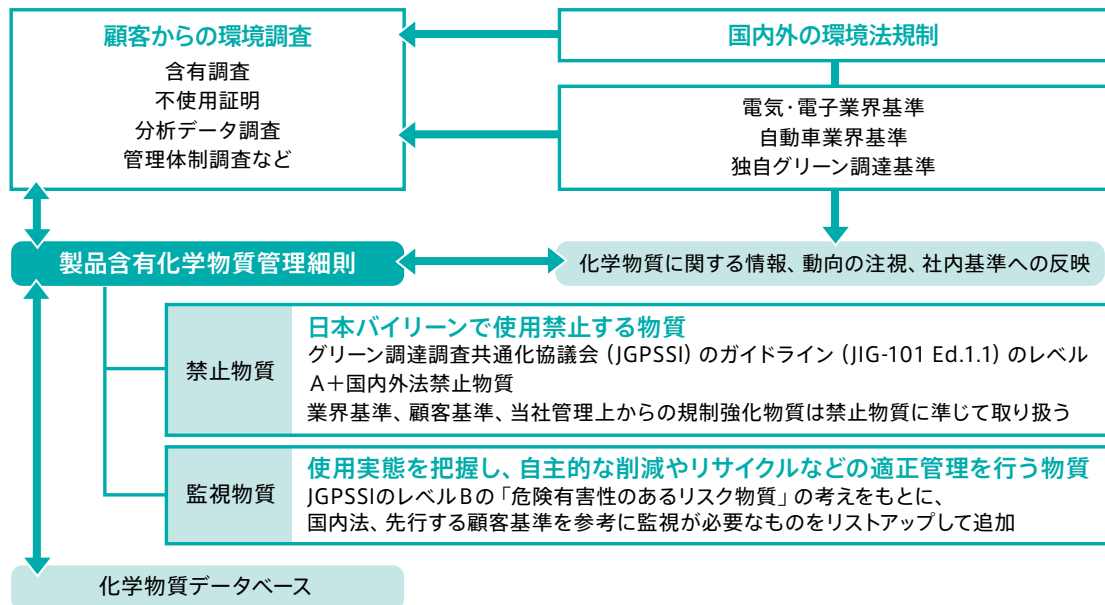 顧客からの環境調査
含有調査
不使用証明
分析データ調査
管理体制調査など
国内外の環境法規制
電気・電子業界基準
自動車業界基準
独自グリーン調達基準
製品含有化学物質管理細則
化学物質に関する情報、動向の注視、社内基準への反映
禁止物質
日本バイリーンで使用禁止する物質
グリーン調達調査共通化協議会（JGPSSI）のガイドライン（JIG-101 Ed.1.1）のレベル
A＋国内外法禁止物質
業界基準、顧客基準、当社管理上からの規制強化物質は禁止物質に準じて取り扱う
監視物質
使用実態を把握し、自主的な削減やリサイクルなどの適正管理を行う物質
JGPSSIのレベルBの「危険有害性のあるリスク物質」の考えをもとに、
国内法、先行する顧客基準を参考に監視が必要なものをリストアップして追加
化学物質データベース